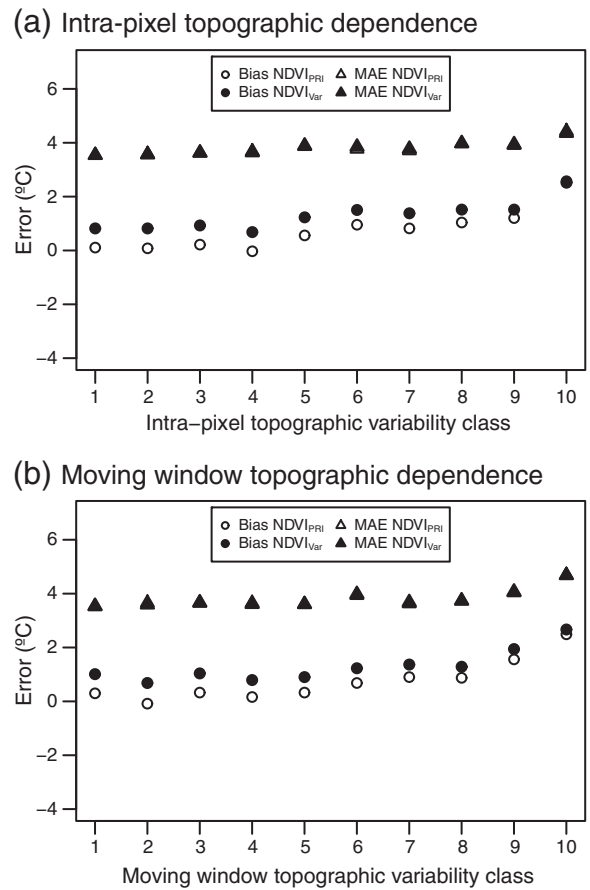 (a) Intra-pixel topographic dependence
Bias NDVIPRI MAE NDVIPRI
Bias NDVIVar MAE NDVIVar
6
4
2
0
−2
−4
Error (ºC)
1 2 3 4 5 6 7 8 9 10
Intra−pixel topographic variability class
(b) Moving window topographic dependence
Bias NDVIPRI MAE NDVIPRI
Bias NDVIVar MAE NDVIVar
6
4
2
0
−2
−4
Error (ºC)
1 2 3 4 5 6 7 8 9 10
Moving window topographic variability class